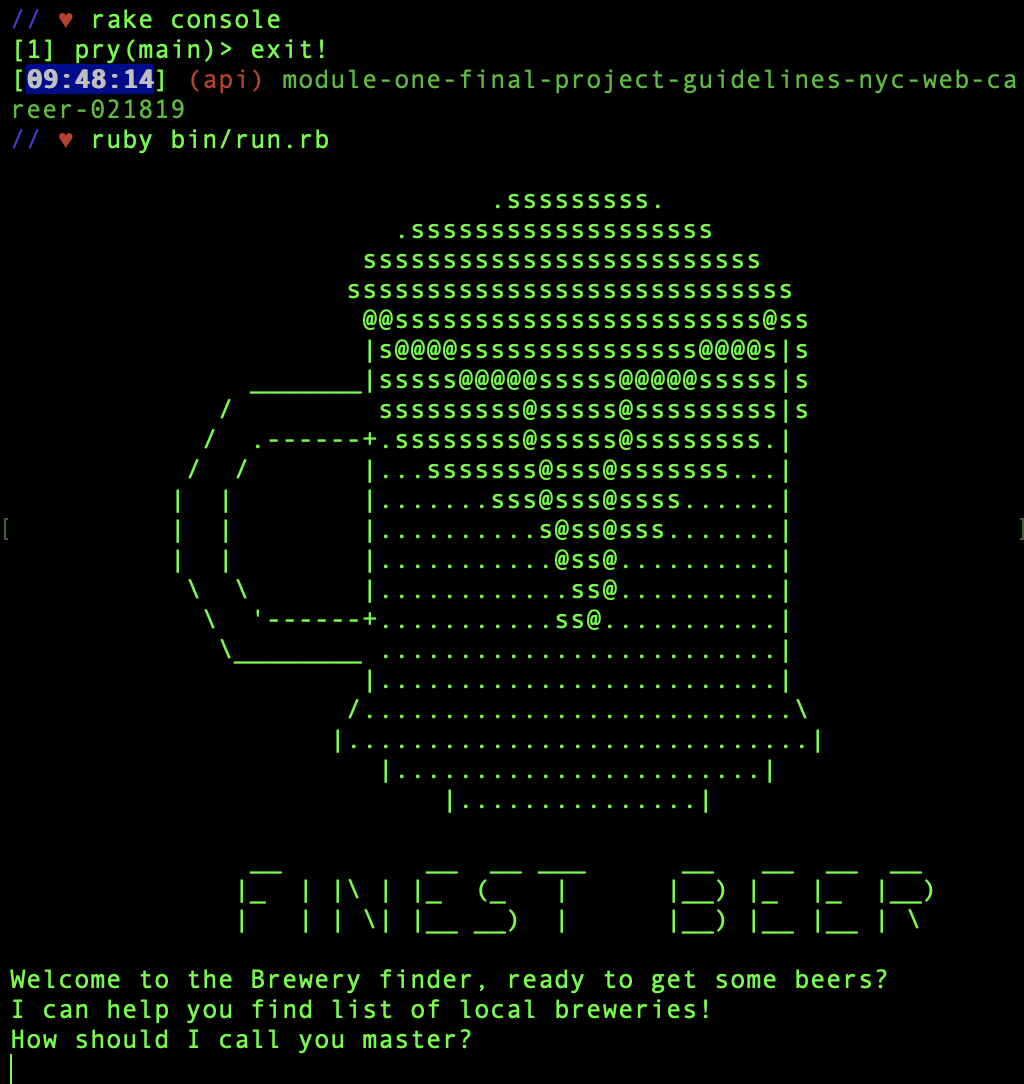 // ♥ rake console
[1] pry(main)> exit!
[09:48:14] (api) module-one-final-project-guidelines-nyc-web-ca
reer-021819
// ♥ ruby bin/run.rb
FINEST BEER
Welcome to the Brewery finder, ready to get some beers?
I can help you find list of local breweries!
How should I call you master?